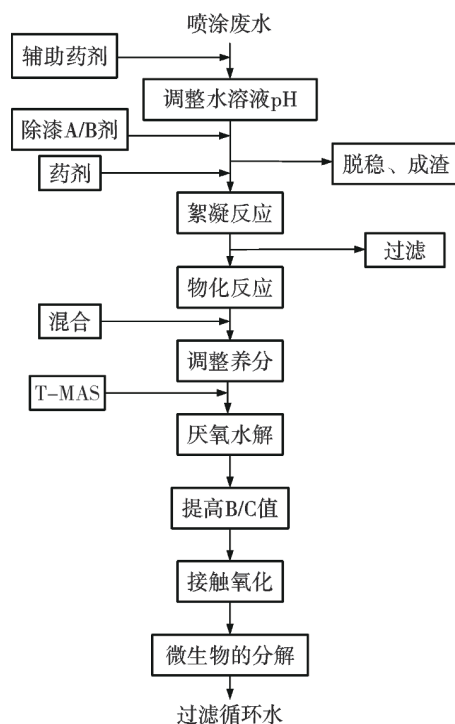 喷涂废水
辅助药剂
调整水溶液pH
除漆A/B剂
脱稳、成渣
药剂
絮凝反应
过滤
物化反应
混合
调整养分
T-MAS
厌氧水解
提高B/C值
接触氧化
微生物的分解
过滤循环水